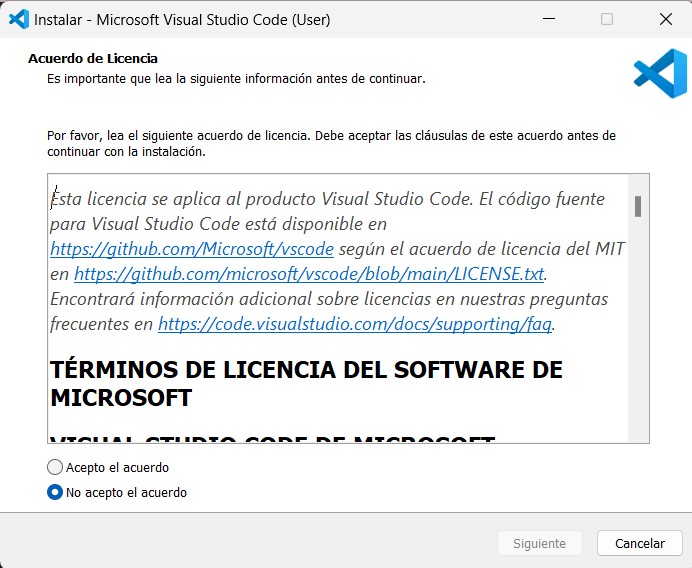 Instalar - Microsoft Visual Studio Code (User)
Acuerdo de Licencia
Es importante que lea la siguiente información antes de continuar.
Por favor, lea el siguiente acuerdo de licencia. Debe aceptar las cláusulas de este acuerdo antes de
continuar con la instalación.
Esta licencia se aplica al producto Visual Studio Code. El código fuente
para Visual Studio Code está disponible en
https://github.com/Microsoft/vscode según el acuerdo de licencia del MIT
en https://github.com/microsoft/vscode/blob/main/LICENSE.txt.
Encontrará información adicional sobre licencias en nuestras preguntas
frecuentes en https://code.visualstudio.com/docs/supporting/faq.
TÉRMINOS DE LICENCIA DEL SOFTWARE DE
MICROSOFT
VISUAL STUDIO CODE DE MICROSOFT
Acepto el acuerdo
No acepto el acuerdo
Siguiente
Cancelar